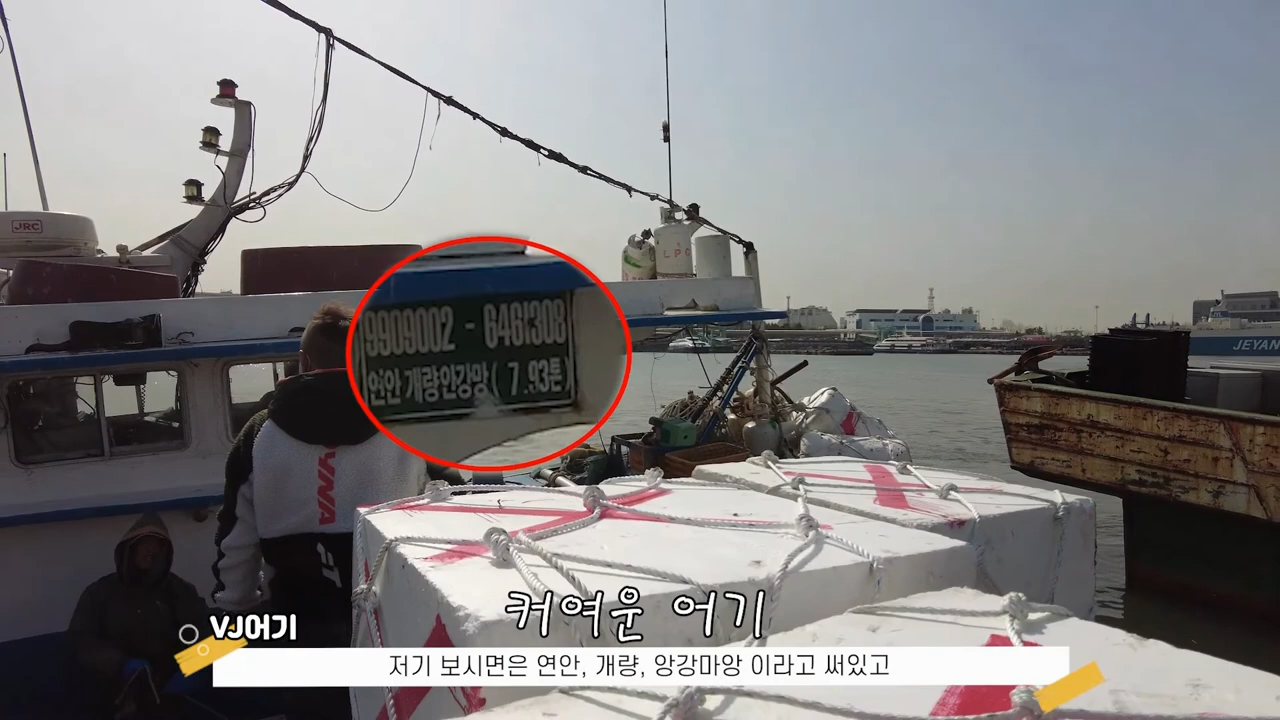 JRC
LPG
9909002 - 6461308
연안 개량안강망( 7.93톤)
JEYAN
커여운 어기
VJ어기
저기 보시면은 연안, 개량, 앙강마앙 이라고 써있고